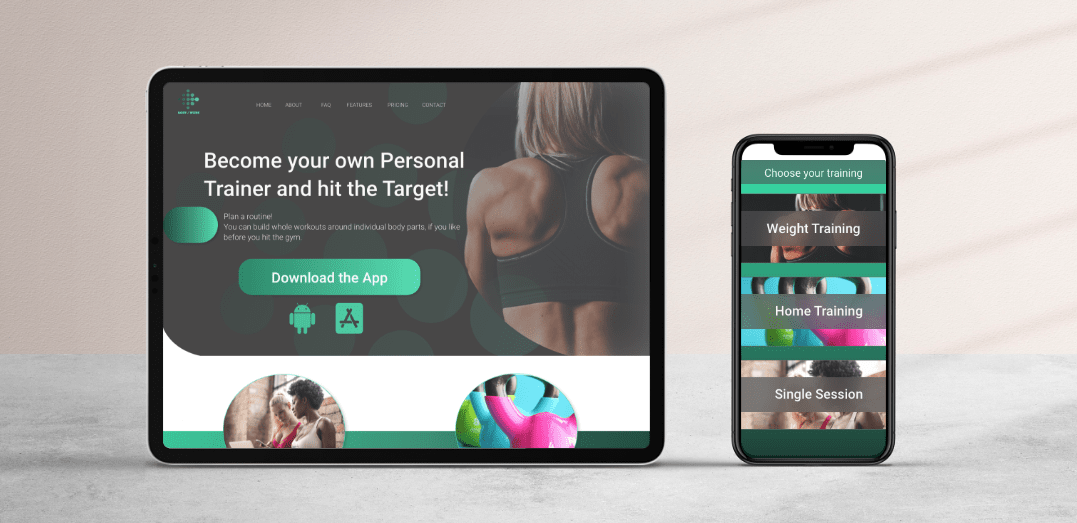 HOME ABOUT FAQ FEATURES PRICING CONTACT
Become your own Personal
Trainer and hit the Target!
Plan a routine!
You can build whole workouts around individual body parts, if you like
before you hit the gym.
Download the App
Choose your training
Weight Training
Home Training
Single Session